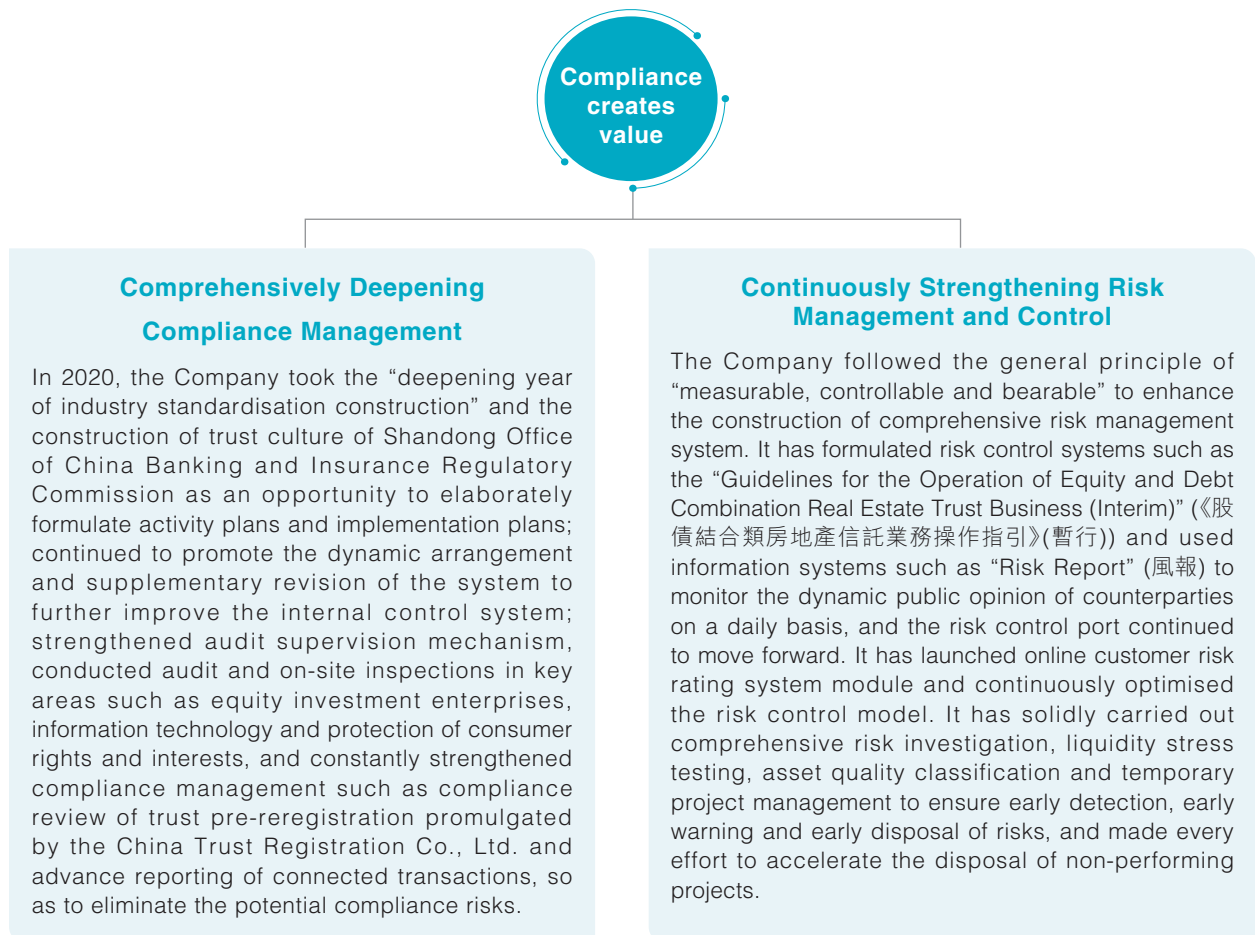 Compliance
creates
value
Comprehensively Deepening
Compliance Management
In 2020, the Company took the “deepening year
of industry standardisation construction” and the
construction of trust culture of Shandong Office
of China Banking and Insurance Regulatory
Commission as an opportunity to elaborately
formulate activity plans and implementation plans;
continued to promote the dynamic arrangement
and supplementary revision of the system to
further improve the internal control system;
strengthened audit supervision mechanism,
conducted audit and on-site inspections in key
areas such as equity investment enterprises,
information technology and protection of consumer
rights and interests, and constantly strengthened
compliance management such as compliance
review of trust pre-reregistration promulgated
by the China Trust Registration Co., Ltd. and
advance reporting of connected transactions, so
as to eliminate the potential compliance risks.
Continuously Strengthening Risk
Management and Control
The Company followed the general principle of
“measurable, controllable and bearable” to enhance
the construction of comprehensive risk management
system. It has formulated risk control systems such as
the “Guidelines for the Operation of Equity and Debt
Combination Real Estate Trust Business (Interim)” (《股
債結合類房地產信託業務操作指引》(暫行)) and used
information systems such as “Risk Report” (風報) to
monitor the dynamic public opinion of counterparties
on a daily basis, and the risk control port continued
to move forward. It has launched online customer risk
rating system module and continuously optimised
the risk control model. It has solidly carried out
comprehensive risk investigation, liquidity stress
testing, asset quality classification and temporary
project management to ensure early detection, early
warning and early disposal of risks, and made every
effort to accelerate the disposal of non-performing
projects.